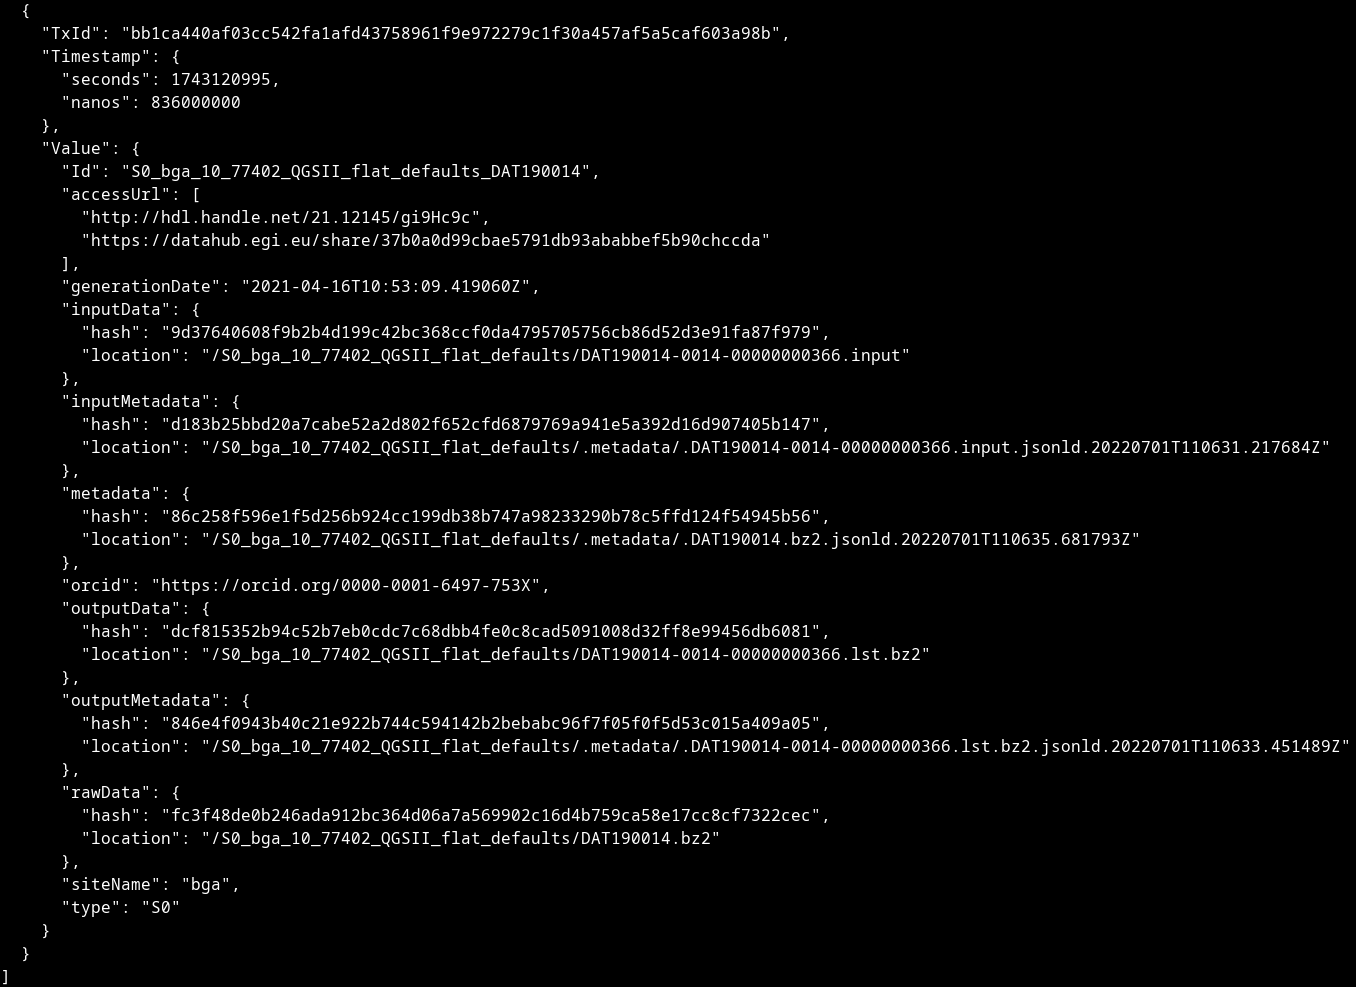 {
"TxId": "bb1ca440af03cc542fa1afd43758961f9e972279c1f30a457af5a5caf603a98b",
"Timestamp": {
"seconds": 1743120995,
"nanos": 836000000
},
"Value": {
"Id": "S0_bga_10_77402_QGSII_flat_defaults_DAT190014",
"accessUrl": [
"http://hdl.handle.net/21.12145/gi9Hc9c",
"https://datahub.egi.eu/share/37b0a0d99cbae5791db93ababbef5b90chccda"
],
"generationDate": "2021-04-16T10:53:09.419060Z",
"inputData": {
"hash": "9d37640608f9b2b4d199c42bc368ccf0da4795705756cb86d52d3e91fa87f979",
"location": "/S0_bga_10_77402_QGSII_flat_defaults/DAT190014-0014-00000000366.input"
},
"inputMetadata": {
"hash": "d183b25bbd20a7cabe52a2d802f652cfd6879769a941e5a392d16d907405b147",
"location": "/S0_bga_10_77402_QGSII_flat_defaults/.metadata/.DAT190014-0014-00000000366.input.jsonld.20220701T110631.217684Z"
},
"metadata": {
"hash": "86c258f596e1f5d256b924cc199db38b747a98233290b78c5ffd124f54945b56",
"location": "/S0_bga_10_77402_QGSII_flat_defaults/.metadata/.DAT190014.bz2.jsonld.20220701T110635.681793Z"
},
"orcid": "https://orcid.org/0000-0001-6497-753X",
"outputData": {
"hash": "dcf815352b94c52b7eb0cdc7c68dbb4fe0c8cad5091008d32ff8e99456db6081",
"location": "/S0_bga_10_77402_QGSII_flat_defaults/DAT190014-0014-00000000366.lst.bz2"
},
"outputMetadata": {
"hash": "846e4f0943b40c21e922b744c594142b2bebabc96f7f05f0f5d53c015a409a05",
"location": "/S0_bga_10_77402_QGSII_flat_defaults/.metadata/.DAT190014-0014-00000000366.lst.bz2.jsonld.20220701T110633.451489Z"
},
"rawData": {
"hash": "fc3f48de0b246ada912bc364d06a7a569902c16d4b759ca58e17cc8cf7322cec",
"location": "/S0_bga_10_77402_QGSII_flat_defaults/DAT190014.bz2"
},
"siteName": "bga",
"type": "S0"
}
}
]